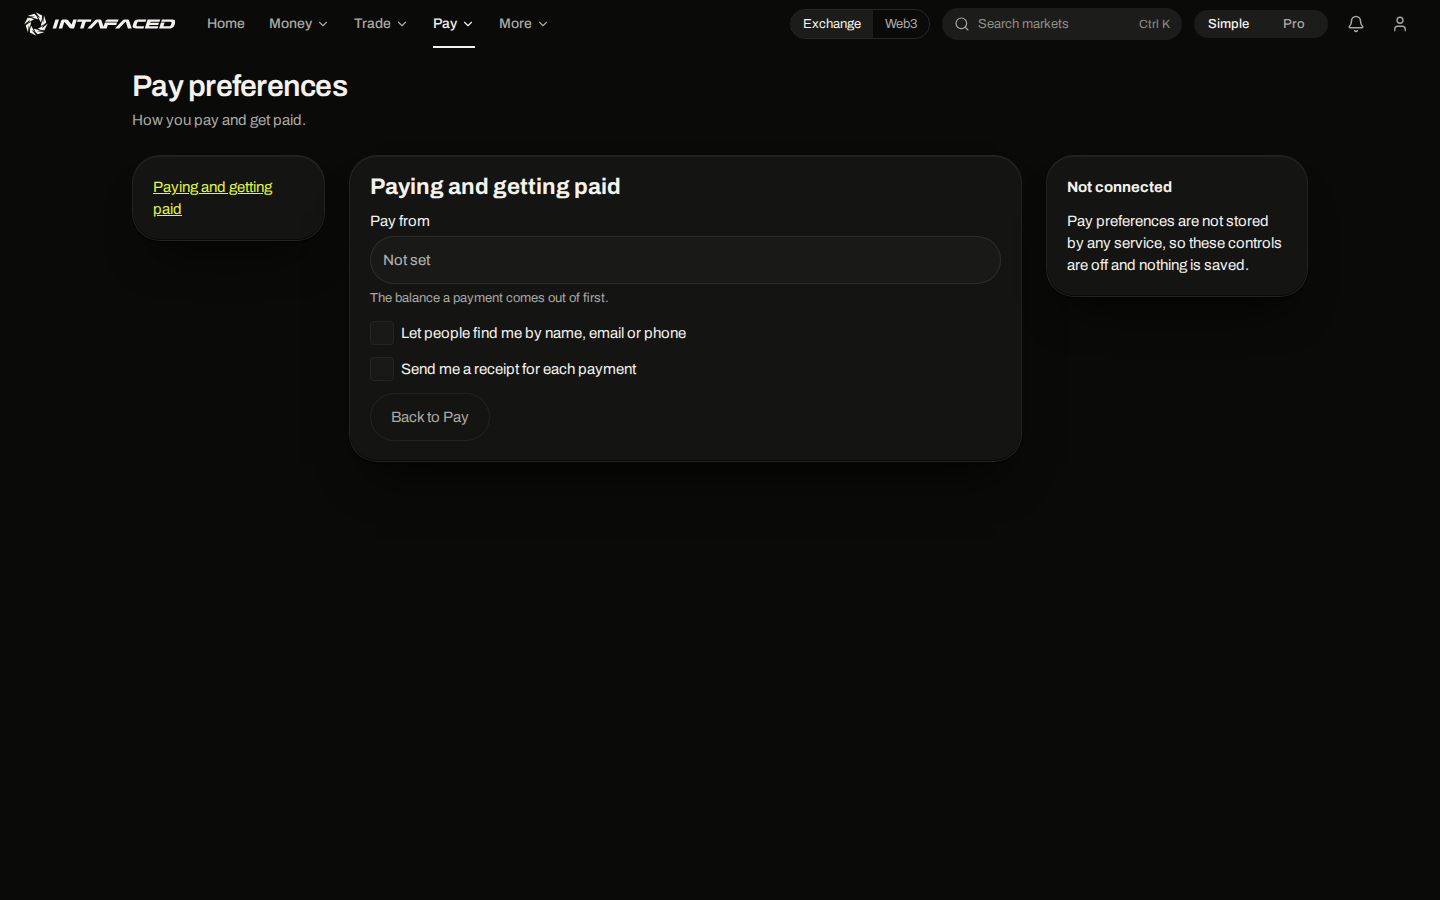 INTAFACED
Home
Money
Trade
Pay
More
Exchange
Web3
Search markets
Ctrl K
Simple
Pro
Pay preferences
How you pay and get paid.
Paying and getting
paid
Paying and getting paid
Pay from
Not set
The balance a payment comes out of first.
Let people find me by name, email or phone
Send me a receipt for each payment
Back to Pay
Not connected
Pay preferences are not stored
by any service, so these controls
are off and nothing is saved.